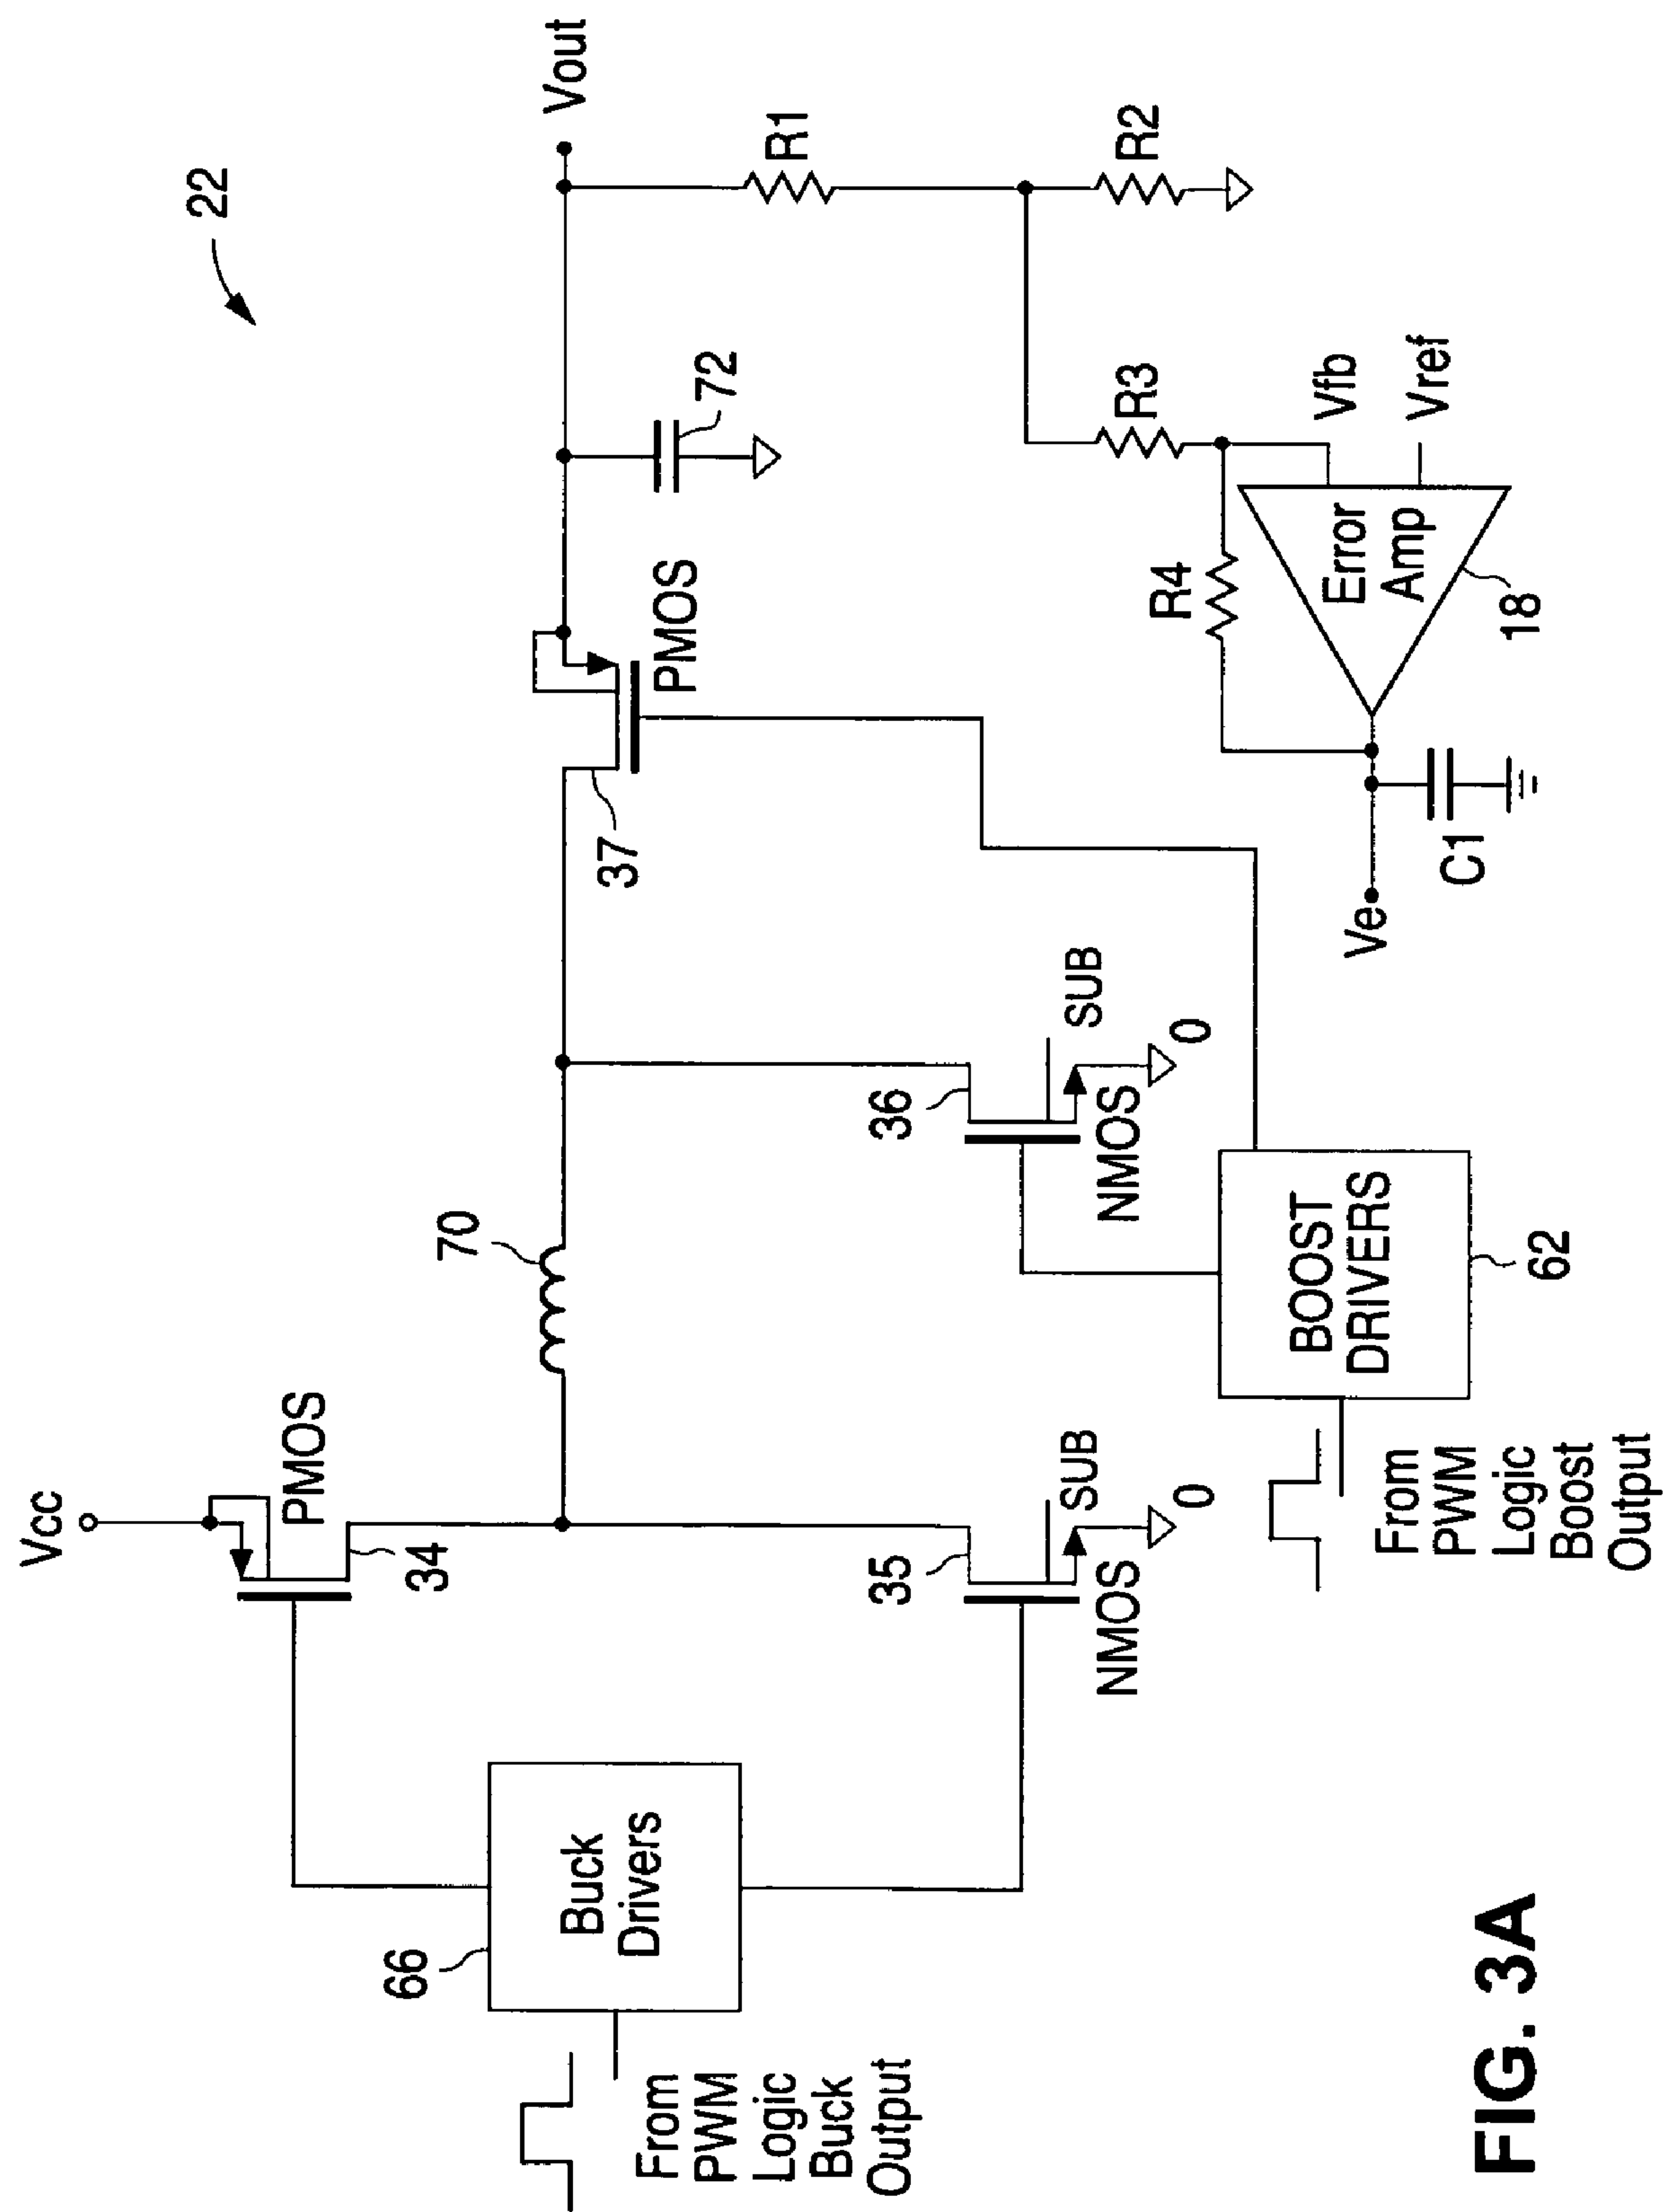 22
Vcc
PMOS
34
70
37
PMOS
72
Vout
R1
R2
66
Buck
Drivers
From
PWM
Logic
Buck
Output
35
SUB
NMOS
0
36
SUB
NMOS
0
BOOST
DRIVERS
62
From
PWM
Logic
Boost
Output
R3
R4
Vfb
Vref
Error
Amp
18
Ve
C1
FIG. 3A